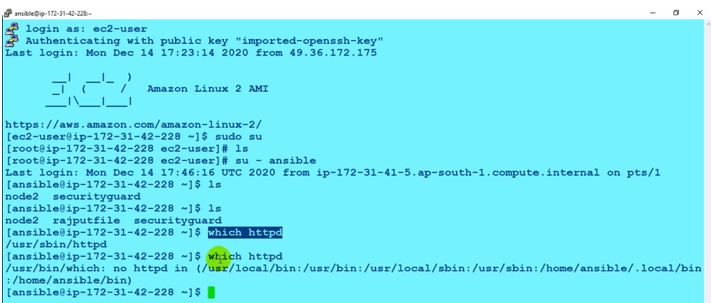 ansible@ip-172-31-42-228:~
login as: ec2-user
Authenticating with public key "imported-openssh-key"
Last login: Mon Dec 14 17:23:14 2020 from 49.36.172.175
__|  __|_  )
_|  (     /   Amazon Linux 2 AMI
___|\___|___|
https://aws.amazon.com/amazon-linux-2/
[ec2-user@ip-172-31-42-228 ~]$ sudo su
[root@ip-172-31-42-228 ec2-user]# ls
[root@ip-172-31-42-228 ec2-user]# su - ansible
Last login: Mon Dec 14 17:46:16 UTC 2020 from ip-172-31-41-5.ap-south-1.compute.internal on pts/1
[ansible@ip-172-31-42-228 ~]$ ls
node2  securityguard
[ansible@ip-172-31-42-228 ~]$ ls
node2  rajputfile  securityguard
[ansible@ip-172-31-42-228 ~]$ which httpd
/usr/sbin/httpd
[ansible@ip-172-31-42-228 ~]$ which httpd
/usr/bin/which: no httpd in (/usr/local/bin:/usr/bin:/usr/local/sbin:/usr/sbin:/home/ansible/.local/bin
:/home/ansible/bin)
[ansible@ip-172-31-42-228 ~]$